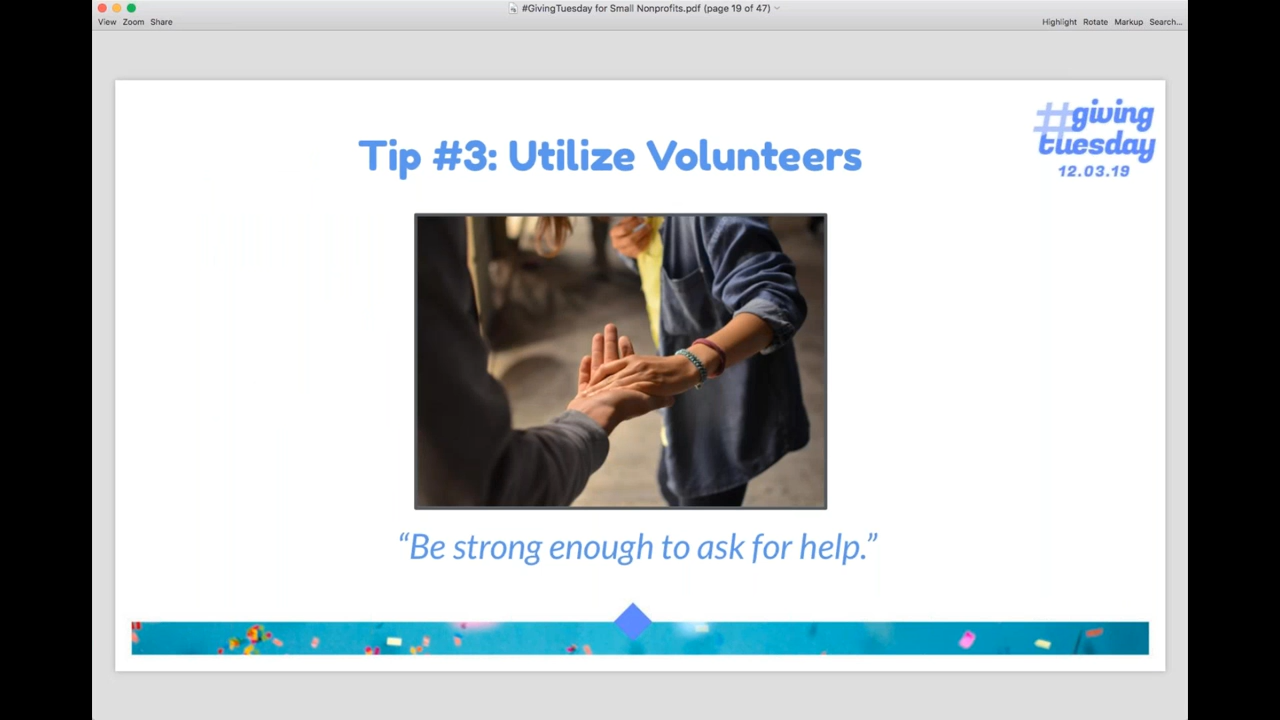 #GivingTuesday for Small Nonprofits.pdf (page 19 of 47)
View Zoom Share
Highlight Rotate Markup Search...
#giving
tuesday
12.03.19
Tip #3: Utilize Volunteers
“Be strong enough to ask for help.”